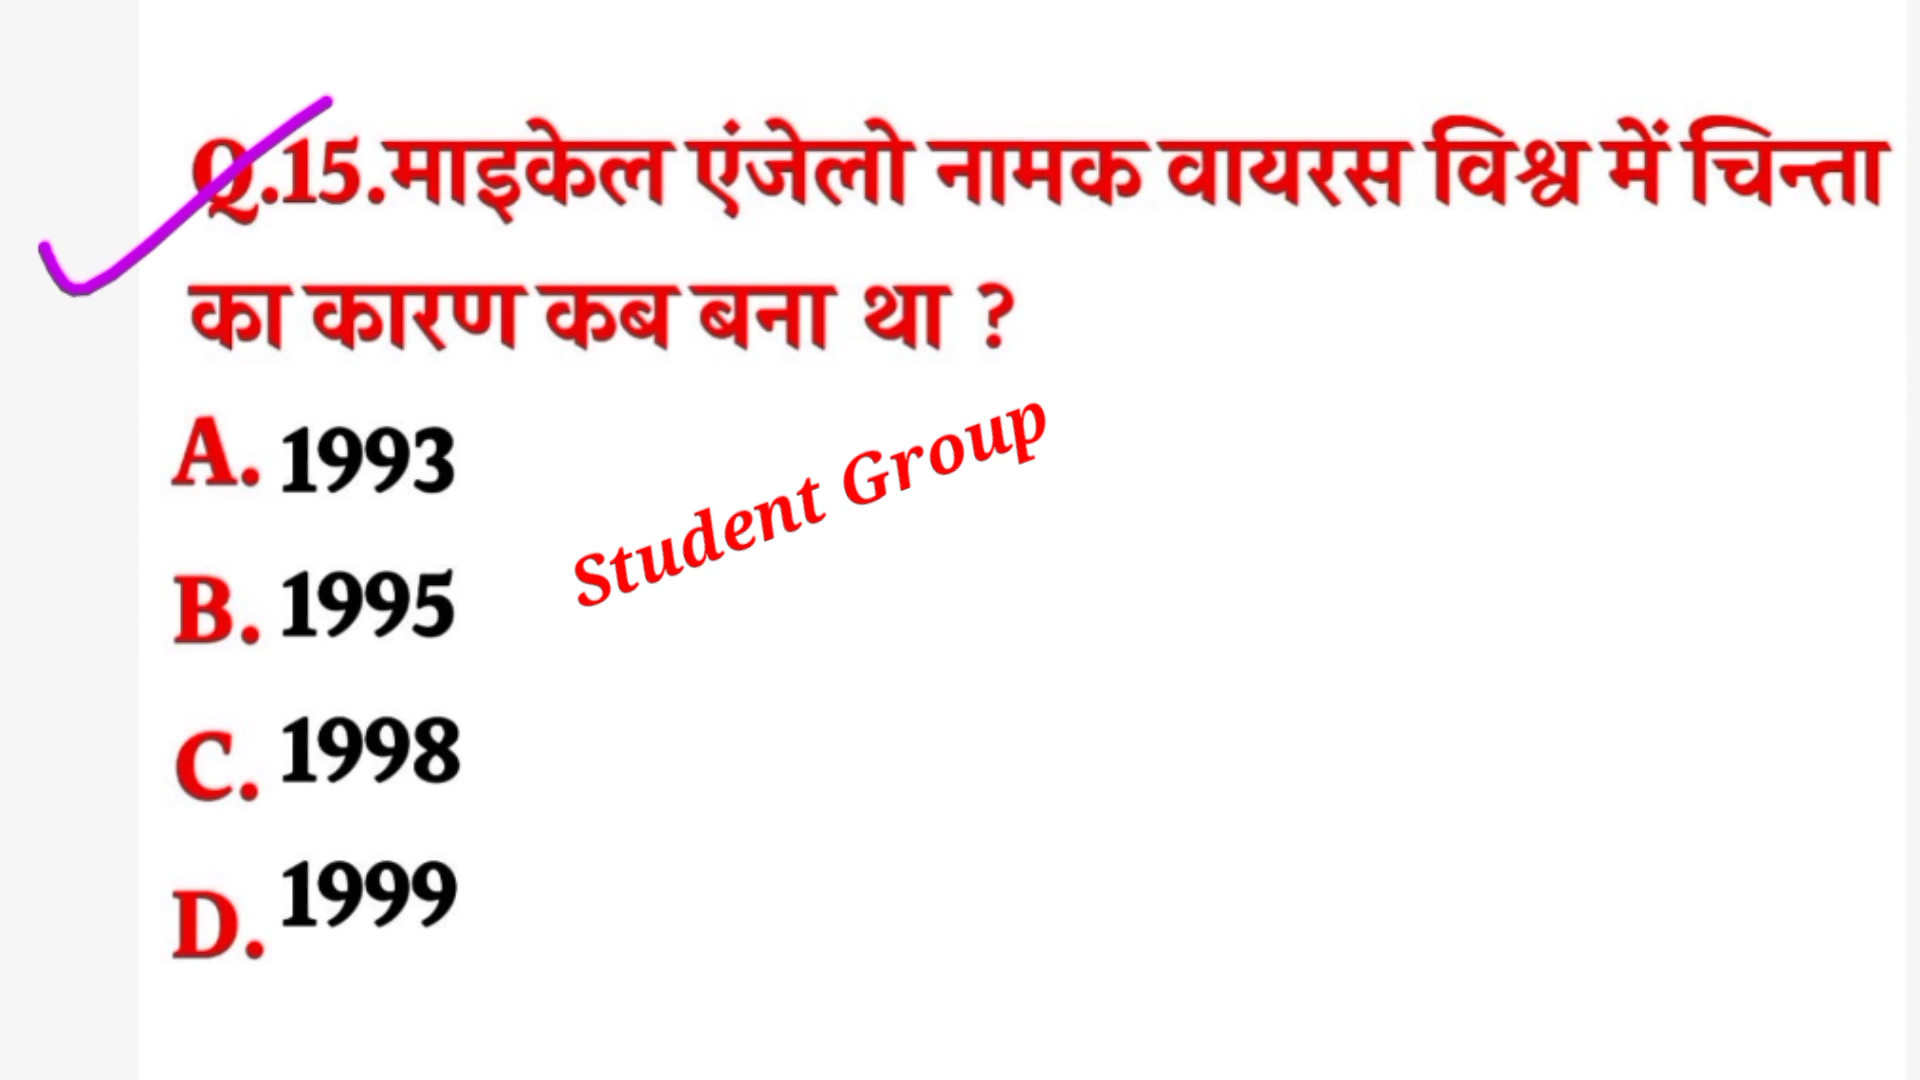 Q.15.माइकेल एंजेलो नामक वायरस विश्व में चिन्ता
का कारण कब बना था ?
A. 1993
B. 1995
Student Group
C. 1998
D. 1999